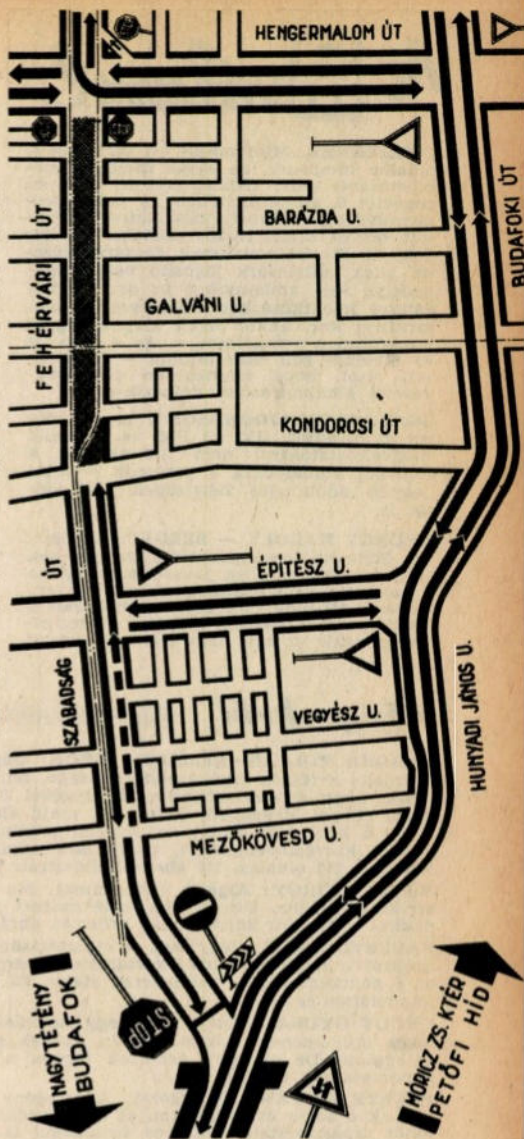 HENGERMALOM ÚT
FEHÉRVÁRI ÚT
BARÁZDA U.
BUDAFOKI ÚT
GALVÁNI U.
KONDOROSI ÚT
SZABADSÁG ÚT
ÉPÍTÉSZ U.
VEGYÉSZ U.
HUNYADI JÁNOS U.
MEZŐKÖVESD U.
STOP
NAGYTÉTÉNY
BUDAFOK
MÓRICZ ZS. KTÉR
PETŐFI HÍD